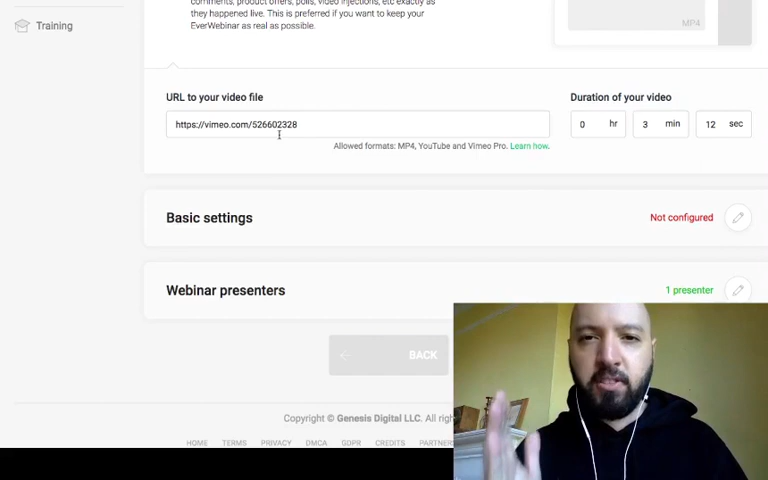 comments, product offers, polls, video injections, etc exactly as
they happened live. This is preferred if you want to keep your
EverWebinar as real as possible.
Training
MP4
URL to your video file
Duration of your video
https://vimeo.com/526602328
0 hr 3 min 12 sec
Allowed formats: MP4, YouTube and Vimeo Pro. Learn how.
Basic settings
Not configured
Webinar presenters
1 presenter
← BACK
Copyright © Genesis Digital LLC. All righ
HOME TERMS PRIVACY DMCA GDPR CREDITS PARTNER